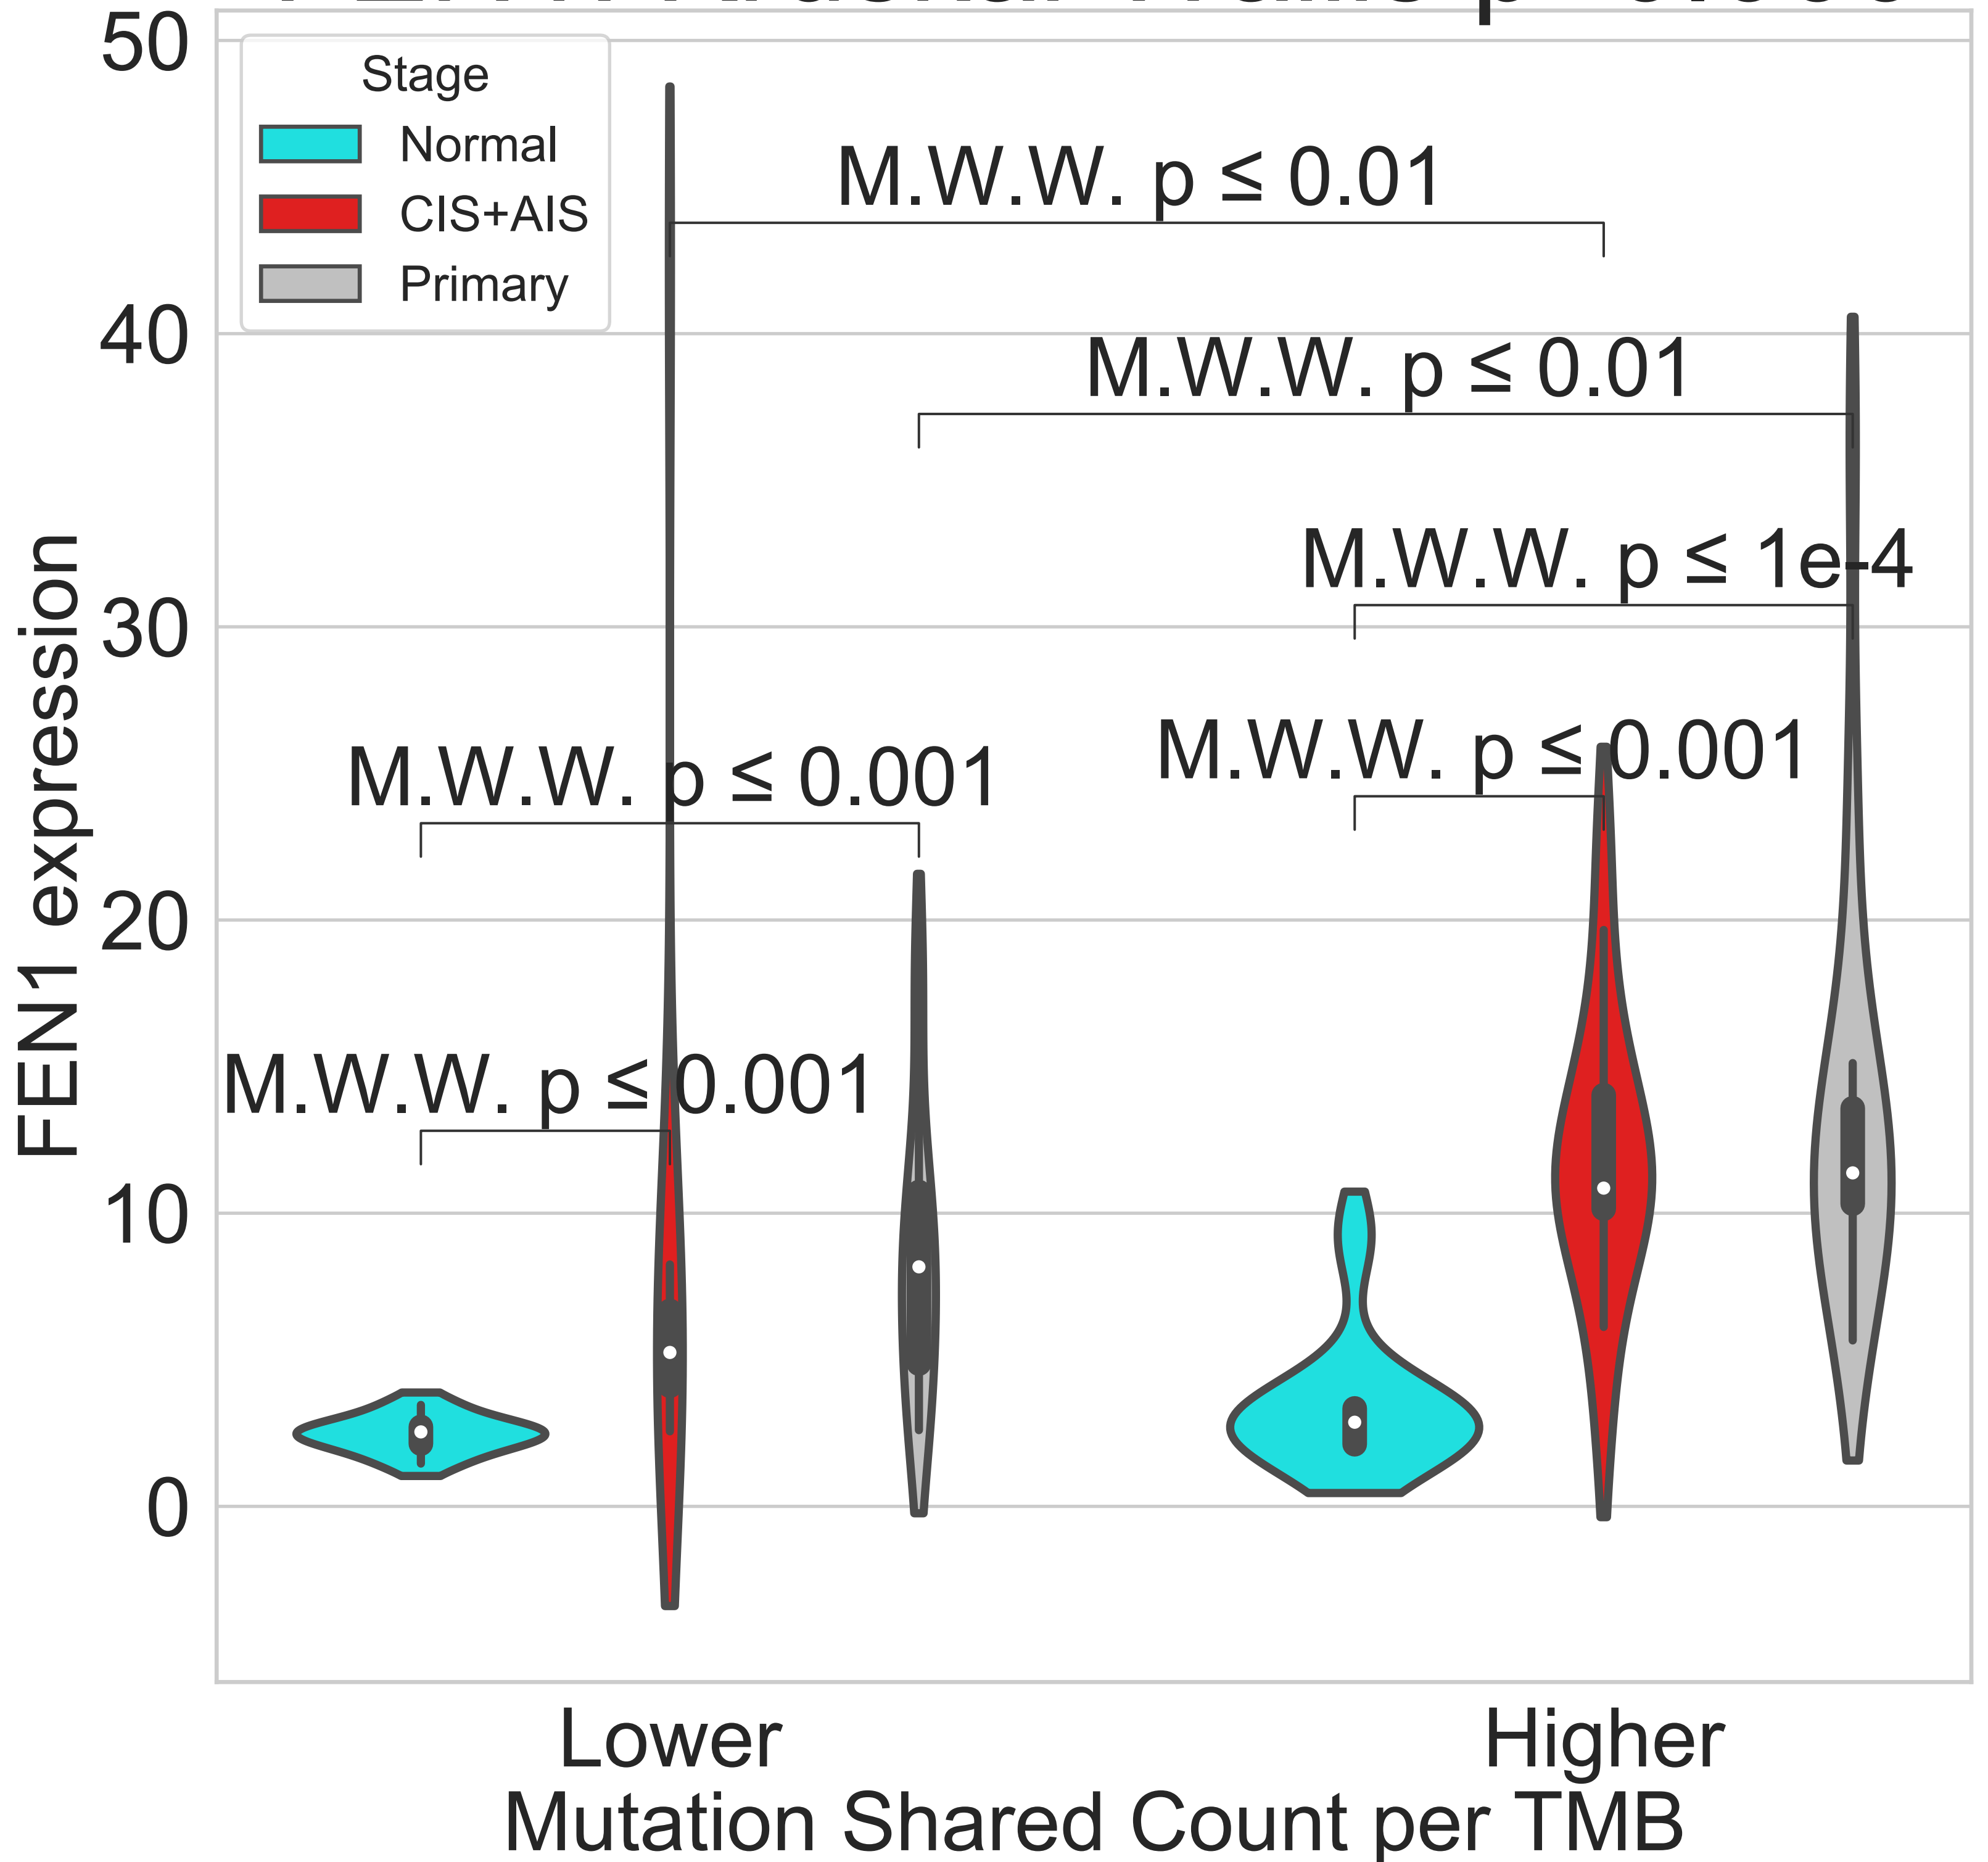 50
Stage
Normal
CIS+AIS
Primary
M.W.W. p ≤ 0.01
40
M.W.W. p ≤ 0.01
M.W.W. p ≤ 1e-4
30
M.W.W. p ≤ 0.001
M.W.W. p ≤ 0.001
FEN1 expression
20
M.W.W. p ≤ 0.001
10
0
Lower
Higher
Mutation Shared Count per TMB